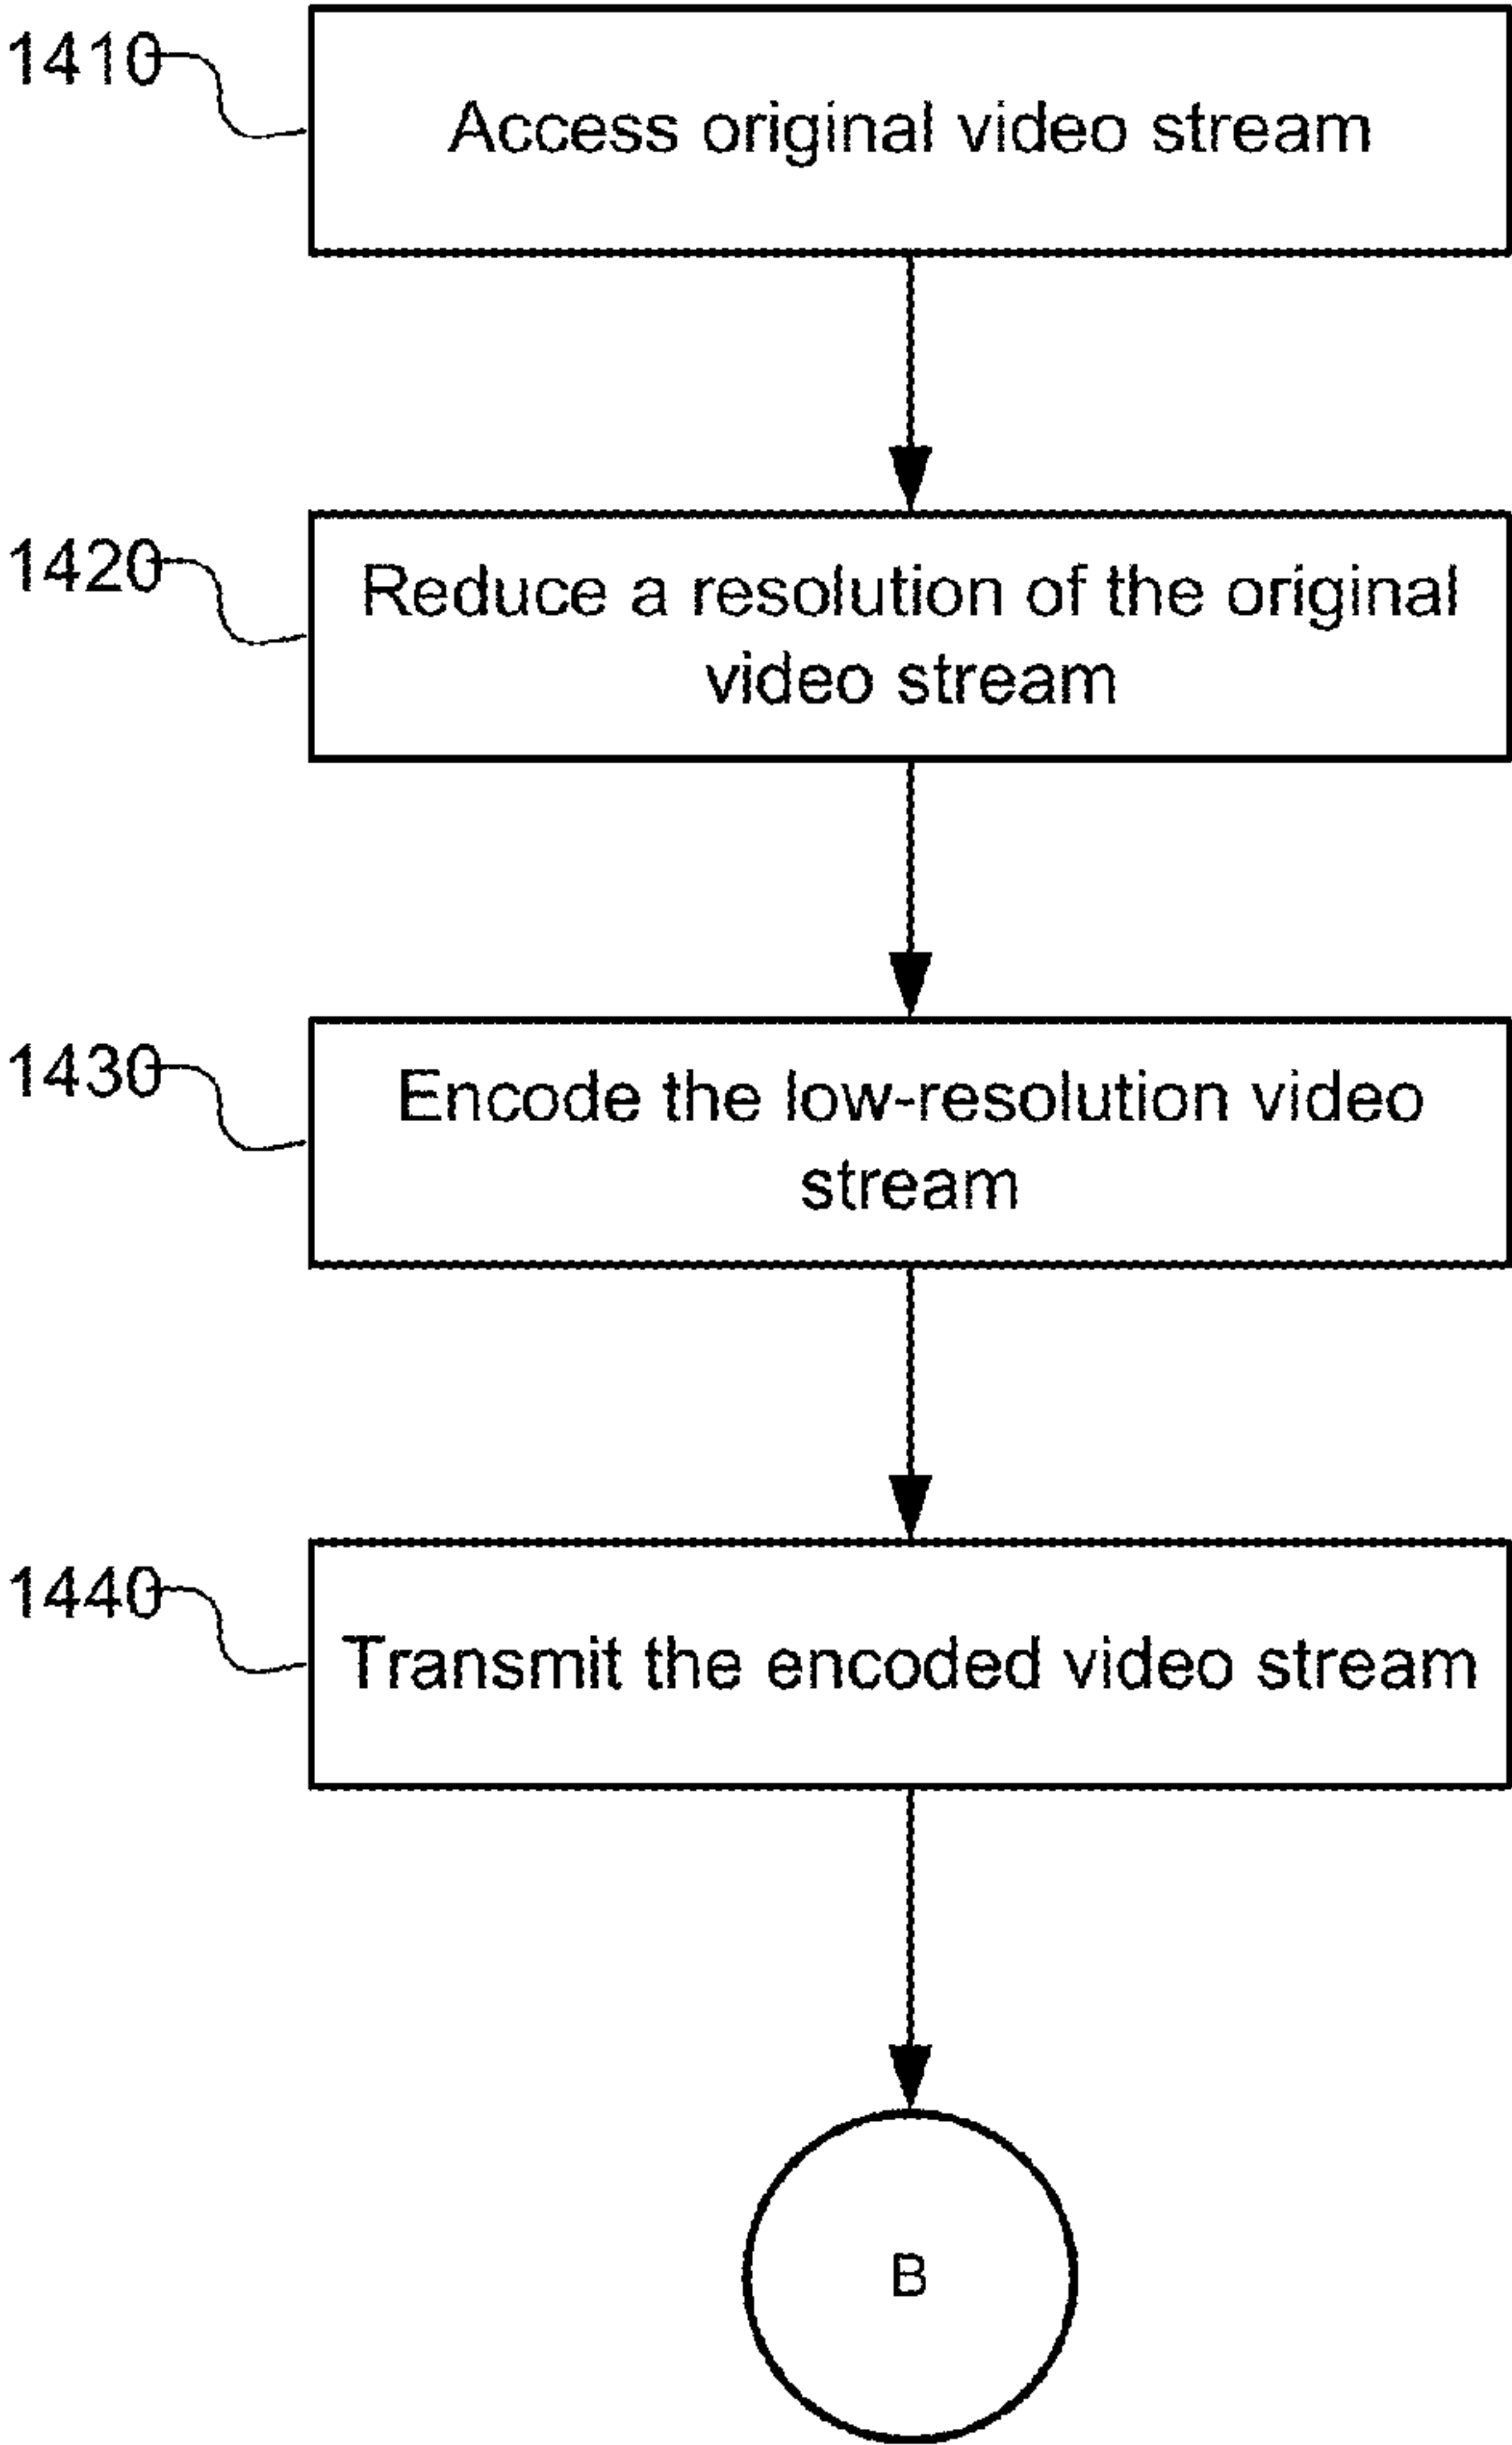 1410
Access original video stream
1420
Reduce a resolution of the original
video stream
1430
Encode the low-resolution video
stream
1440
Transmit the encoded video stream
B